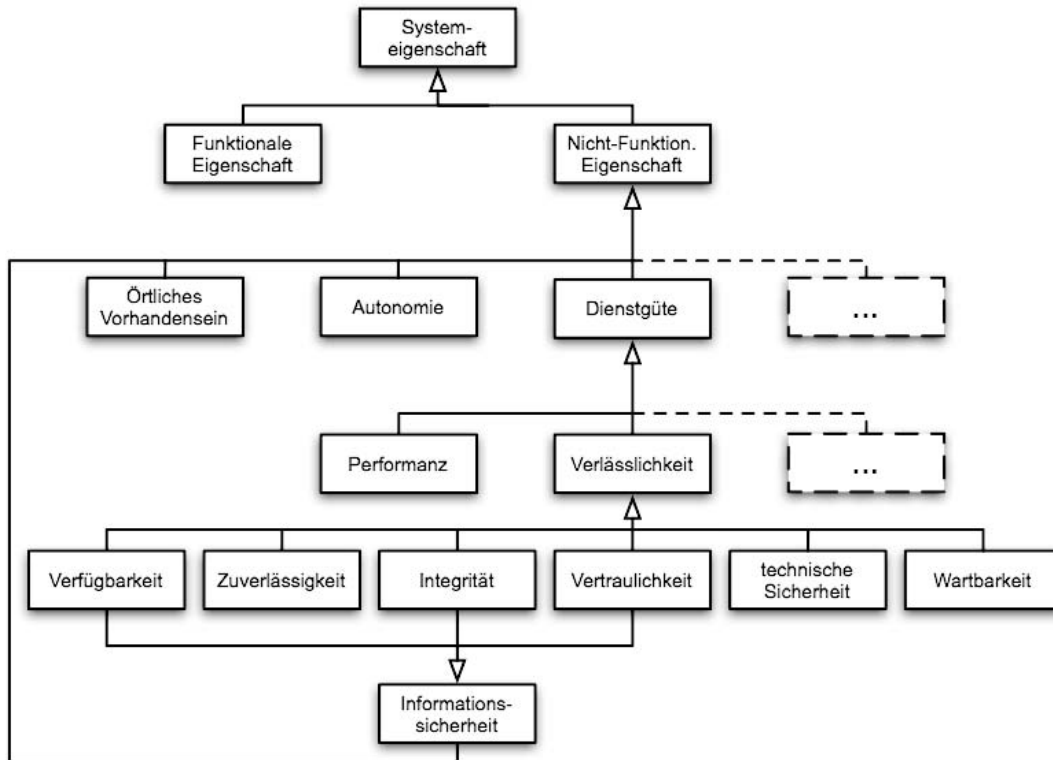 System-
eigenschaft
Funktionale
Eigenschaft
Nicht-Funktion.
Eigenschaft
Örtliches
Vorhandensein
Autonomie
Dienstgüte
...
Performanz
Verlässlichkeit
...
Verfügbarkeit
Zuverlässigkeit
Integrität
Vertraulichkeit
technische
Sicherheit
Wartbarkeit
Informations-
sicherheit